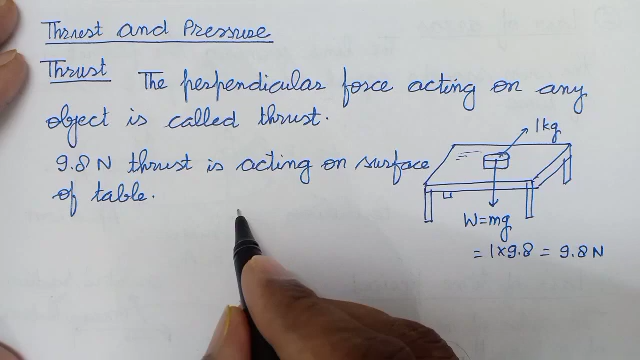 Thrust and Pressure
Thrust The perpendicular force acting on any
object is called thrust.
1kg
9.8 N thrust is acting on surface
of table.
W=mg
= 1×9.8 = 9.8 N